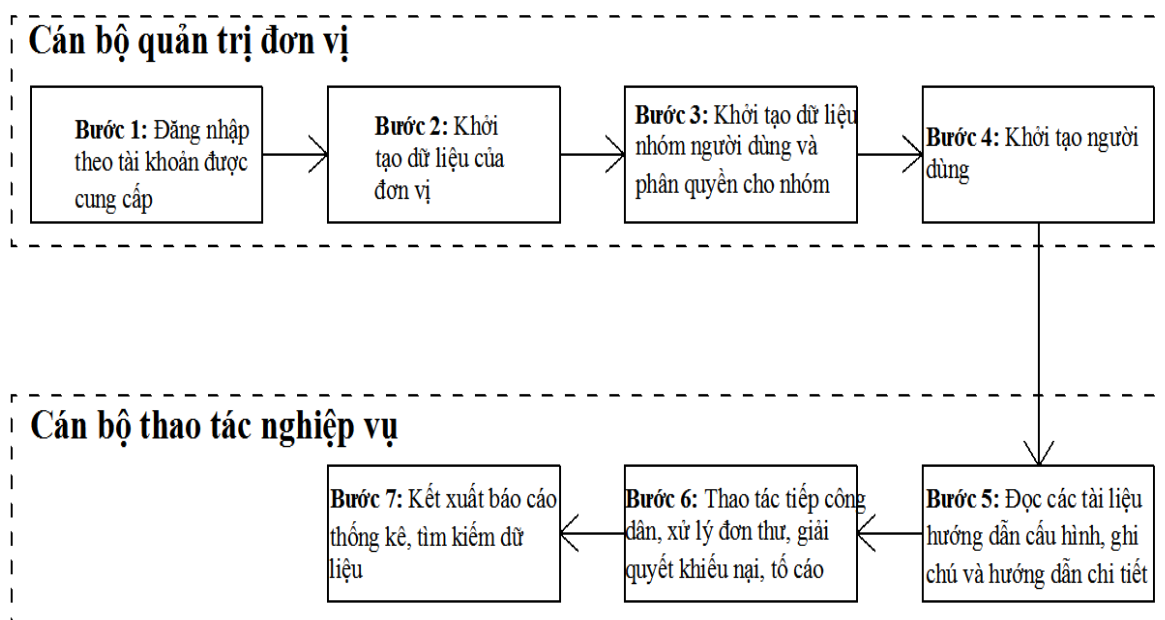 Cán bộ quản trị đơn vị
Bước 1: Đăng nhập
theo tài khoản được
cung cấp
Bước 2: Khởi
tạo dữ liệu của
đơn vị
Bước 3: Khởi tạo dữ liệu
nhóm người dùng và
phân quyền cho nhóm
Bước 4: Khởi tạo người
dùng
Cán bộ thao tác nghiệp vụ
Bước 5: Đọc các tài liệu
hướng dẫn cấu hình, ghi
chú và hướng dẫn chi tiết
Bước 6: Thao tác tiếp công
dân, xử lý đơn thư, giải
quyết khiếu nại, tố cáo
Bước 7: Kết xuất báo cáo
thống kê, tìm kiếm dữ
liệu